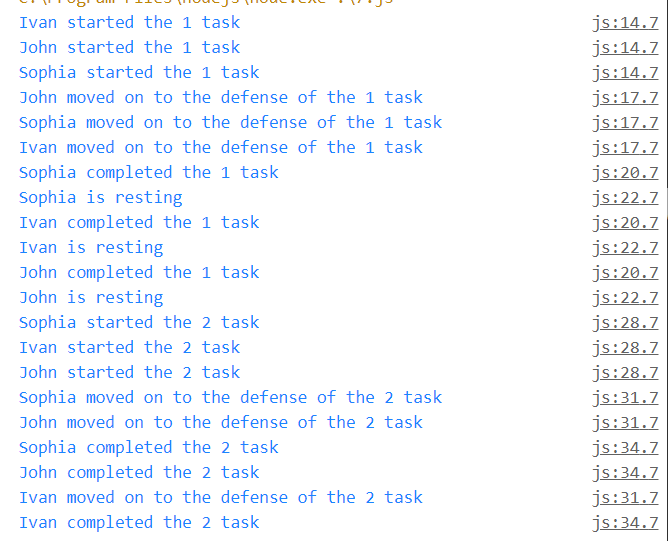 C:\Program Files\nodejs\node.exe .\7.js
Ivan started the 1 task js:14.7
John started the 1 task js:14.7
Sophia started the 1 task js:14.7
John moved on to the defense of the 1 task js:17.7
Sophia moved on to the defense of the 1 task js:17.7
Ivan moved on to the defense of the 1 task js:17.7
Sophia completed the 1 task js:20.7
Sophia is resting js:22.7
Ivan completed the 1 task js:20.7
Ivan is resting js:22.7
John completed the 1 task js:20.7
John is resting js:22.7
Sophia started the 2 task js:28.7
Ivan started the 2 task js:28.7
John started the 2 task js:28.7
Sophia moved on to the defense of the 2 task js:31.7
John moved on to the defense of the 2 task js:31.7
Sophia completed the 2 task js:34.7
John completed the 2 task js:34.7
Ivan moved on to the defense of the 2 task js:31.7
Ivan completed the 2 task js:34.7